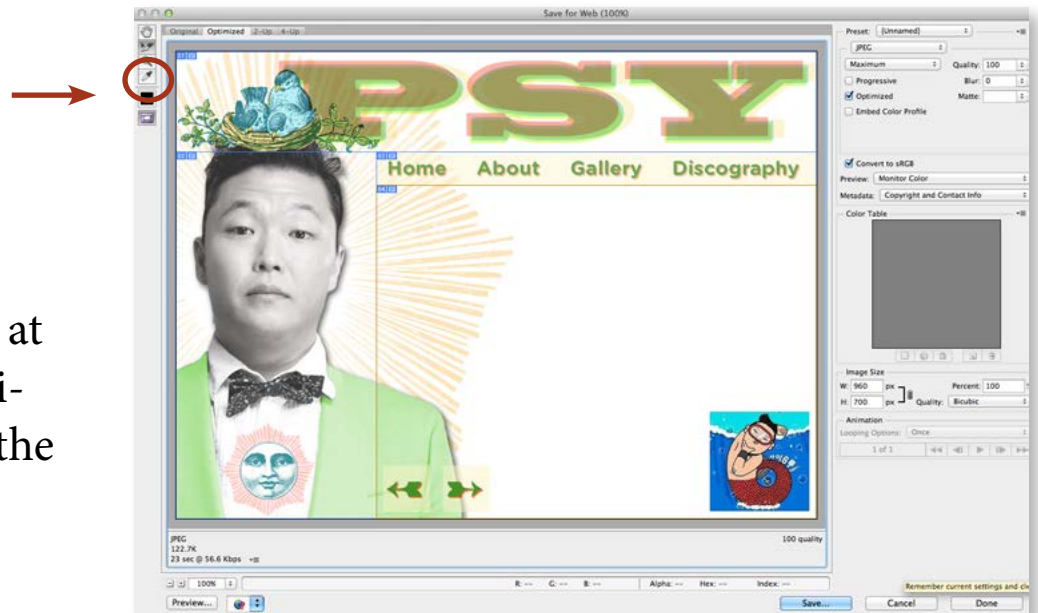 Save for Web (100%)
Original Optimized 2-Up 4-Up
Preset: [Unnamed]
JPEG
Maximum Quality: 100
Progressive Blur: 0
Optimized Matte:
Embed Color Profile
Convert to sRGB
Preview: Monitor Color
Metadata: Copyright and Contact Info
Color Table
PSY
Home About Gallery Discography
at
i-
the
Image Size
W: 960 px Percent: 100
H: 700 px Quality: Bicubic
Animation
Looping Options: Once
1 of 1
JPEG 100 quality
122.7K
23 sec @ 56.6 Kbps
100% R: -- G: -- B: -- Alpha: -- Hex: -- Index: --
Remember current settings and
Preview... Save... Cancel Done